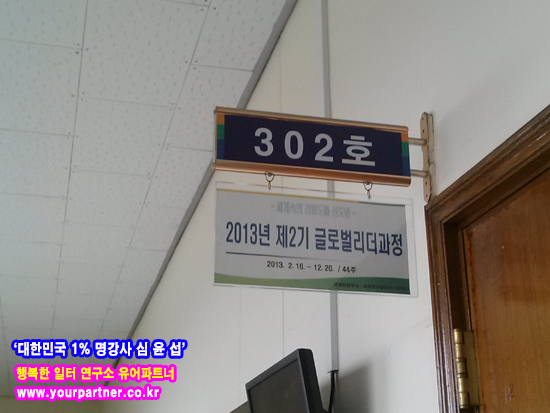 302호
2013년 제2기 글로벌리더과정
2013. 2. 16. ~ 12. 20. / 44주
'대한민국 1% 명강사 심 윤 섭'
행복한 일터 연구소 유어파트너
www.yourpartner.co.kr